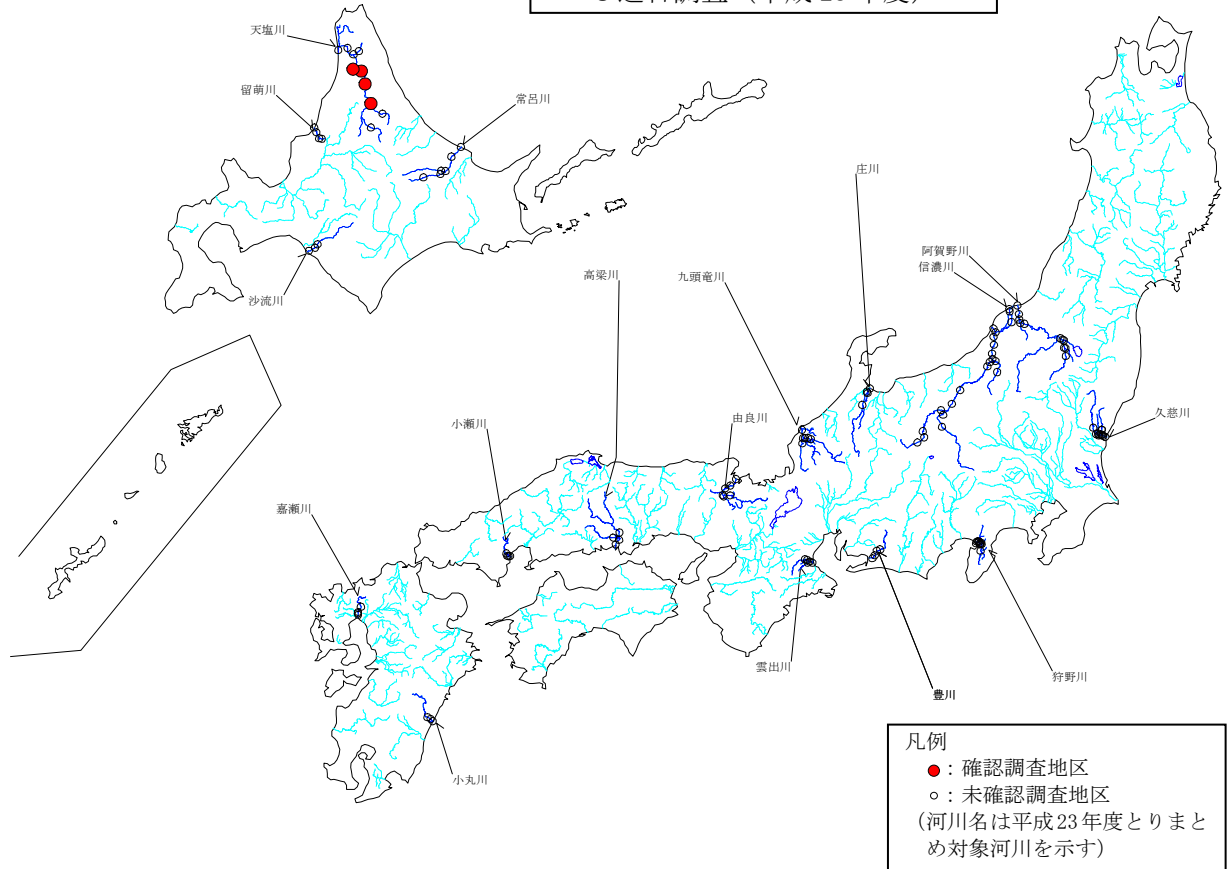 天塩川
留萌川
常呂川
沙流川
庄川
阿賀野川
信濃川
高梁川
九頭竜川
久慈川
小瀬川
由良川
嘉瀬川
雲出川
狩野川
豊川
小丸川
凡例
●：確認調査地区
○：未確認調査地区
（河川名は平成23年度とりまと
め対象河川を示す）